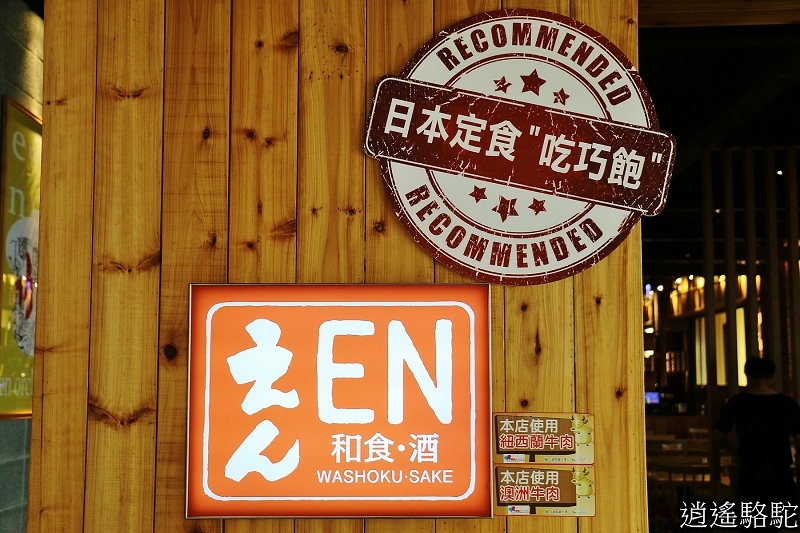 RECOMMENDED
日本定食"吃巧飽"
RECOMMENDED
えん
EN
和食·酒
WASHOKU·SAKE
本店使用
紐西蘭牛肉
本店使用
澳洲牛肉
en
逍遙駱駝